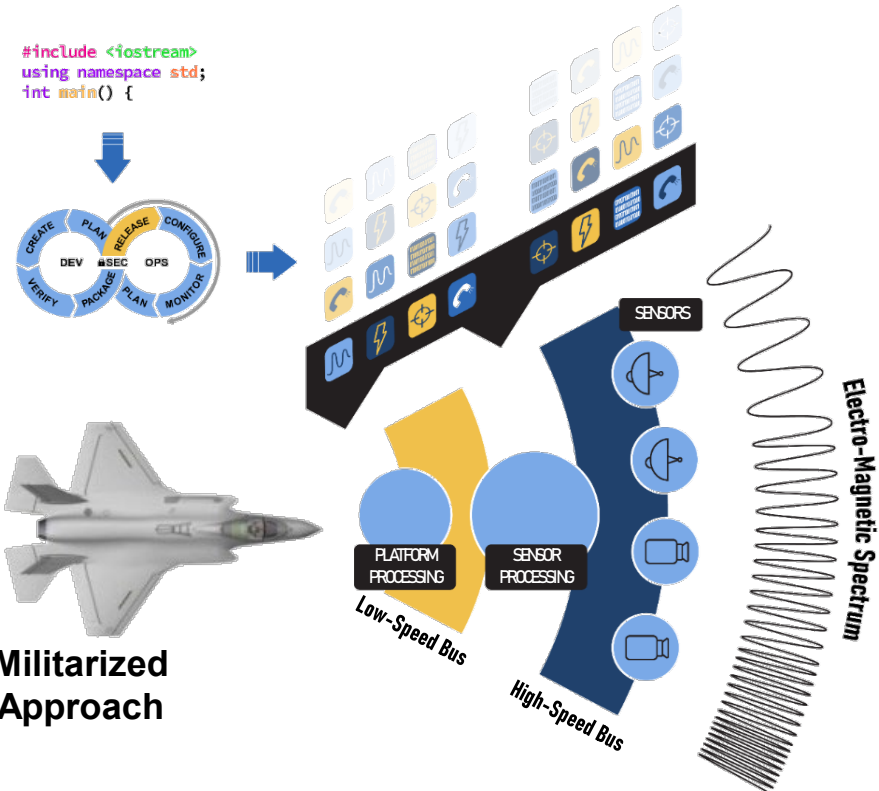 #include <iostream>
using namespace std;
int main() {
CREATE
PLAN
RELEASE
CONFIGURE
DEV
SEC
OPS
VERIFY
PACKAGE
PLAN
MONITOR
SENSORS
Electro-Magnetic Spectrum
PLATFORM
PROCESSING
SENSOR
PROCESSING
Low-Speed Bus
High-Speed Bus
Militarized
Approach